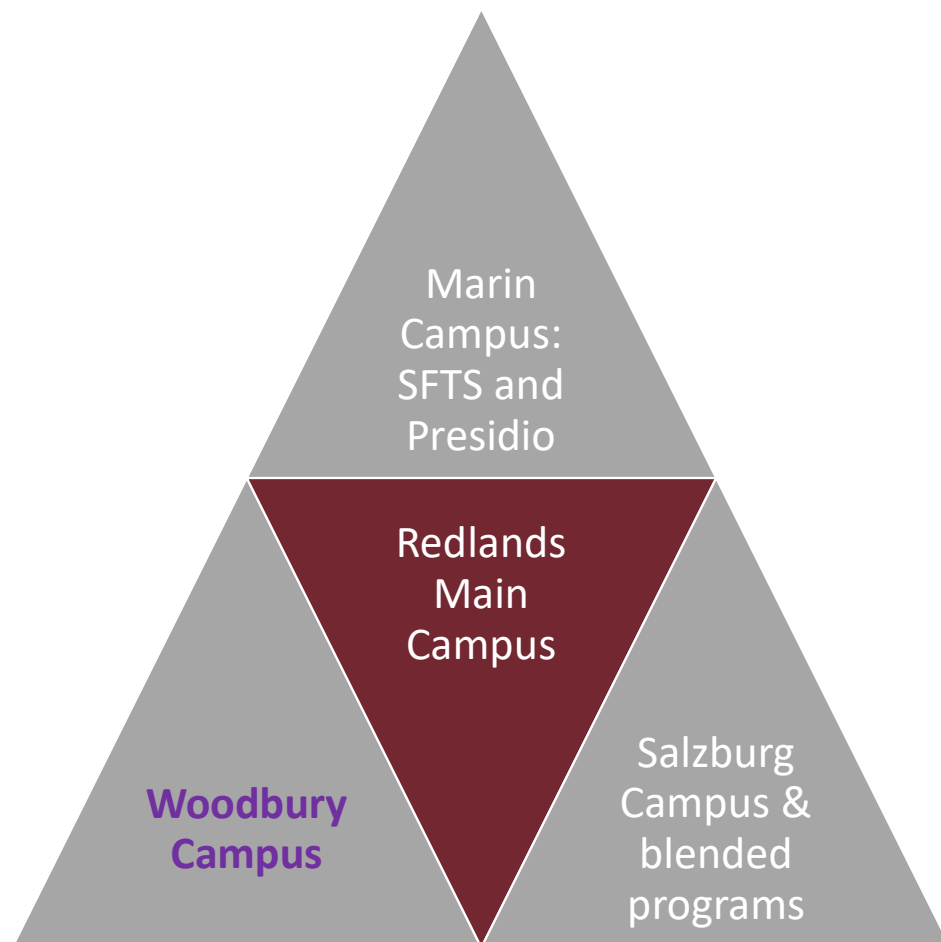 Marin
Campus:
SFTS and
Presidio
Redlands
Main
Campus
Woodbury
Campus
Salzburg
Campus &
blended
programs